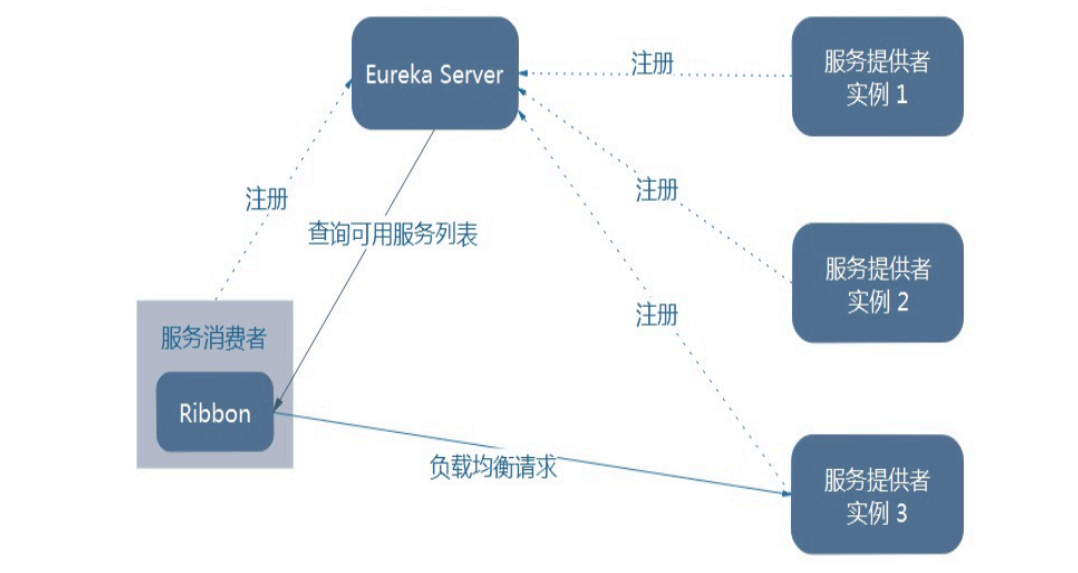 Eureka Server
注册
服务提供者
实例 1
注册
注册
查询可用服务列表
服务提供者
实例 2
注册
服务消费者
Ribbon
负载均衡请求
服务提供者
实例 3